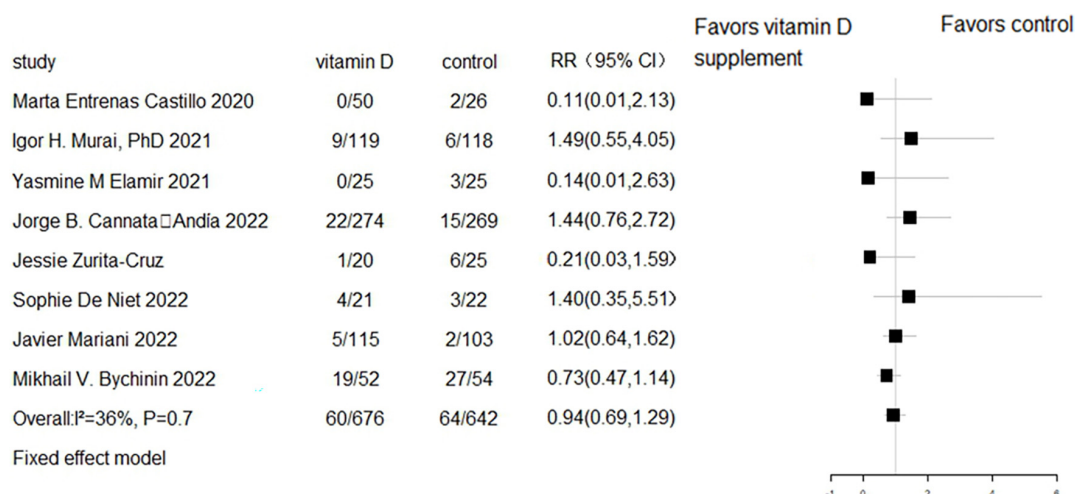 Favors vitamin D supplement
Favors control
study vitamin D control RR（95% CI）
Marta Entrenas Castillo 2020 0/50 2/26 0.11(0.01,2.13)
Igor H. Murai, PhD 2021 9/119 6/118 1.49(0.55,4.05)
Yasmine M Elamir 2021 0/25 3/25 0.14(0.01,2.63)
Jorge B. Cannata□Andía 2022 22/274 15/269 1.44(0.76,2.72)
Jessie Zurita-Cruz 1/20 6/25 0.21(0.03,1.59)
Sophie De Niet 2022 4/21 3/22 1.40(0.35,5.51)
Javier Mariani 2022 5/115 2/103 1.02(0.64,1.62)
Mikhail V. Bychinin 2022 19/52 27/54 0.73(0.47,1.14)
Overall:I²=36%, P=0.7 60/676 64/642 0.94(0.69,1.29)
Fixed effect model